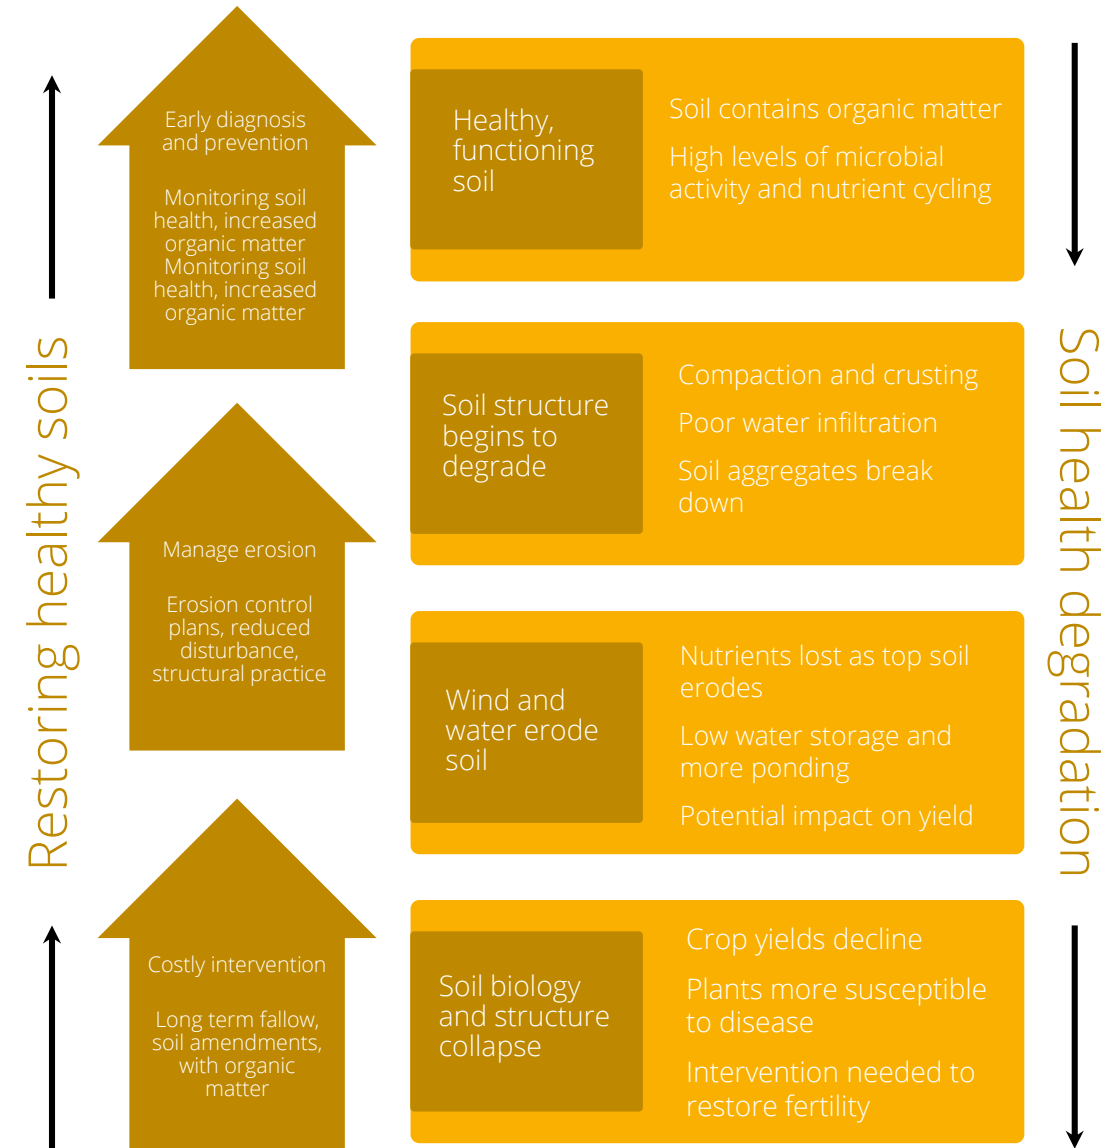 Restoring healthy soils
Early diagnosis
and prevention
Monitoring soil
health, increased
organic matter
Monitoring soil
health, increased
organic matter
Manage erosion
Erosion control
plans, reduced
disturbance,
structural practice
Costly intervention
Long term fallow,
soil amendments,
with organic
matter
Healthy,
functioning
soil
Soil contains organic matter
High levels of microbial
activity and nutrient cycling
Soil structure
begins to
degrade
Compaction and crusting
Poor water infiltration
Soil aggregates break
down
Wind and
water erode
soil
Nutrients lost as top soil
erodes
Low water storage and
more ponding
Potential impact on yield
Soil biology
and structure
collapse
Crop yields decline
Plants more susceptible
to disease
Intervention needed to
restore fertility
Soil health degradation